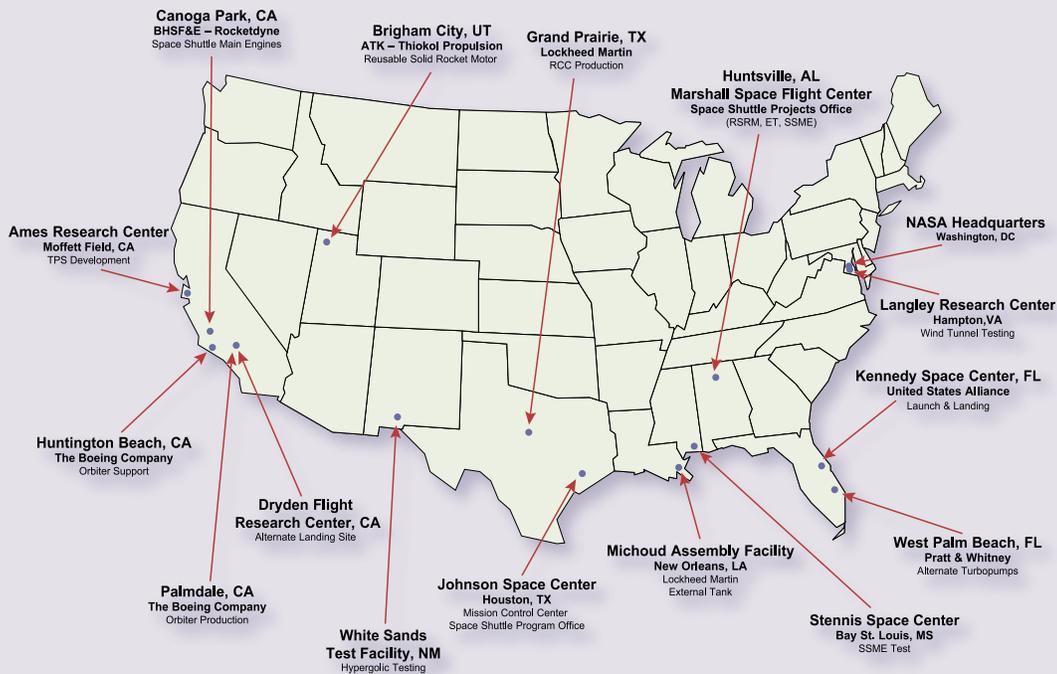 Canoga Park, CA
BHSF&E – Rocketdyne
Space Shuttle Main Engines
Brigham City, UT
ATK – Thiokol Propulsion
Reusable Solid Rocket Motor
Grand Prairie, TX
Lockheed Martin
RCC Production
Huntsville, AL
Marshall Space Flight Center
Space Shuttle Projects Office
(RSRM, ET, SSME)
Ames Research Center
Moffett Field, CA
TPS Development
NASA Headquarters
Washington, DC
Langley Research Center
Hampton,VA
Wind Tunnel Testing
Kennedy Space Center, FL
United States Alliance
Launch & Landing
Huntington Beach, CA
The Boeing Company
Orbiter Support
Dryden Flight
Research Center, CA
Alternate Landing Site
Palmdale, CA
The Boeing Company
Orbiter Production
White Sands
Test Facility, NM
Hypergolic Testing
Johnson Space Center
Houston, TX
Mission Control Center
Space Shuttle Program Office
Michoud Assembly Facility
New Orleans, LA
Lockheed Martin
External Tank
West Palm Beach, FL
Pratt & Whitney
Alternate Turbopumps
Stennis Space Center
Bay St. Louis, MS
SSME Test